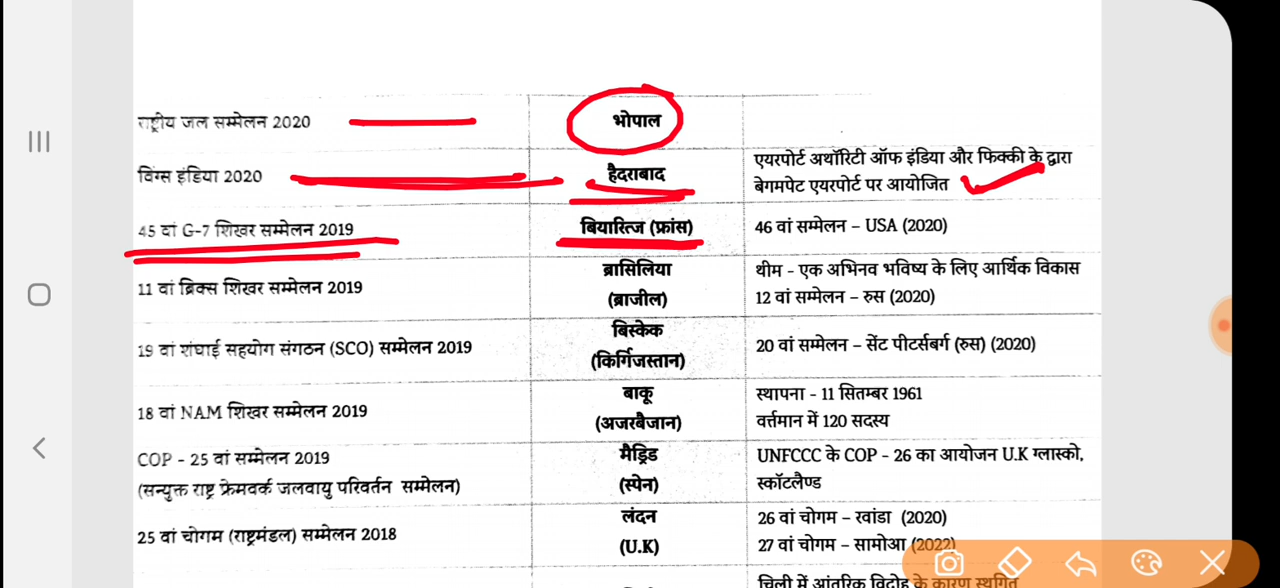 राष्ट्रीय जल सम्मेलन 2020
भोपाल
विंग्स इंडिया 2020
हैदराबाद
एयरपोर्ट अथॉरिटी ऑफ इंडिया और फिक्की के द्वारा
बेगमपेट एयरपोर्ट पर आयोजित
45 वां G-7 शिखर सम्मेलन 2019
बियारित्ज (फ्रांस)
46 वां सम्मेलन – USA (2020)
11 वां ब्रिक्स शिखर सम्मेलन 2019
ब्रासिलिया
(ब्राजील)
थीम - एक अभिनव भविष्य के लिए आर्थिक विकास
12 वां सम्मेलन – रुस (2020)
19 वां शंघाई सहयोग संगठन (SCO) सम्मेलन 2019
बिस्केक
(किर्गिजस्तान)
20 वां सम्मेलन – सेंट पीटर्सबर्ग (रुस) (2020)
18 वां NAM शिखर सम्मेलन 2019
बाकू
(अजरबैजान)
स्थापना - 11 सितम्बर 1961
वर्त्तमान में 120 सदस्य
COP - 25 वां सम्मेलन 2019
(सन्युक्त राष्ट्र फ्रेमवर्क जलवायु परिवर्तन सम्मेलन)
मैड्रिड
(स्पेन)
UNFCCC के COP - 26 का आयोजन U.K ग्लास्को,
स्कॉटलैण्ड
25 वां चोगम (राष्ट्रमंडल) सम्मेलन 2018
लंदन
(U.K)
26 वां चोगम – रवांडा (2020)
27 वां चोगम – सामोआ (2022)
चिली में आंतरिक विद्रोह के कारण स्थगित